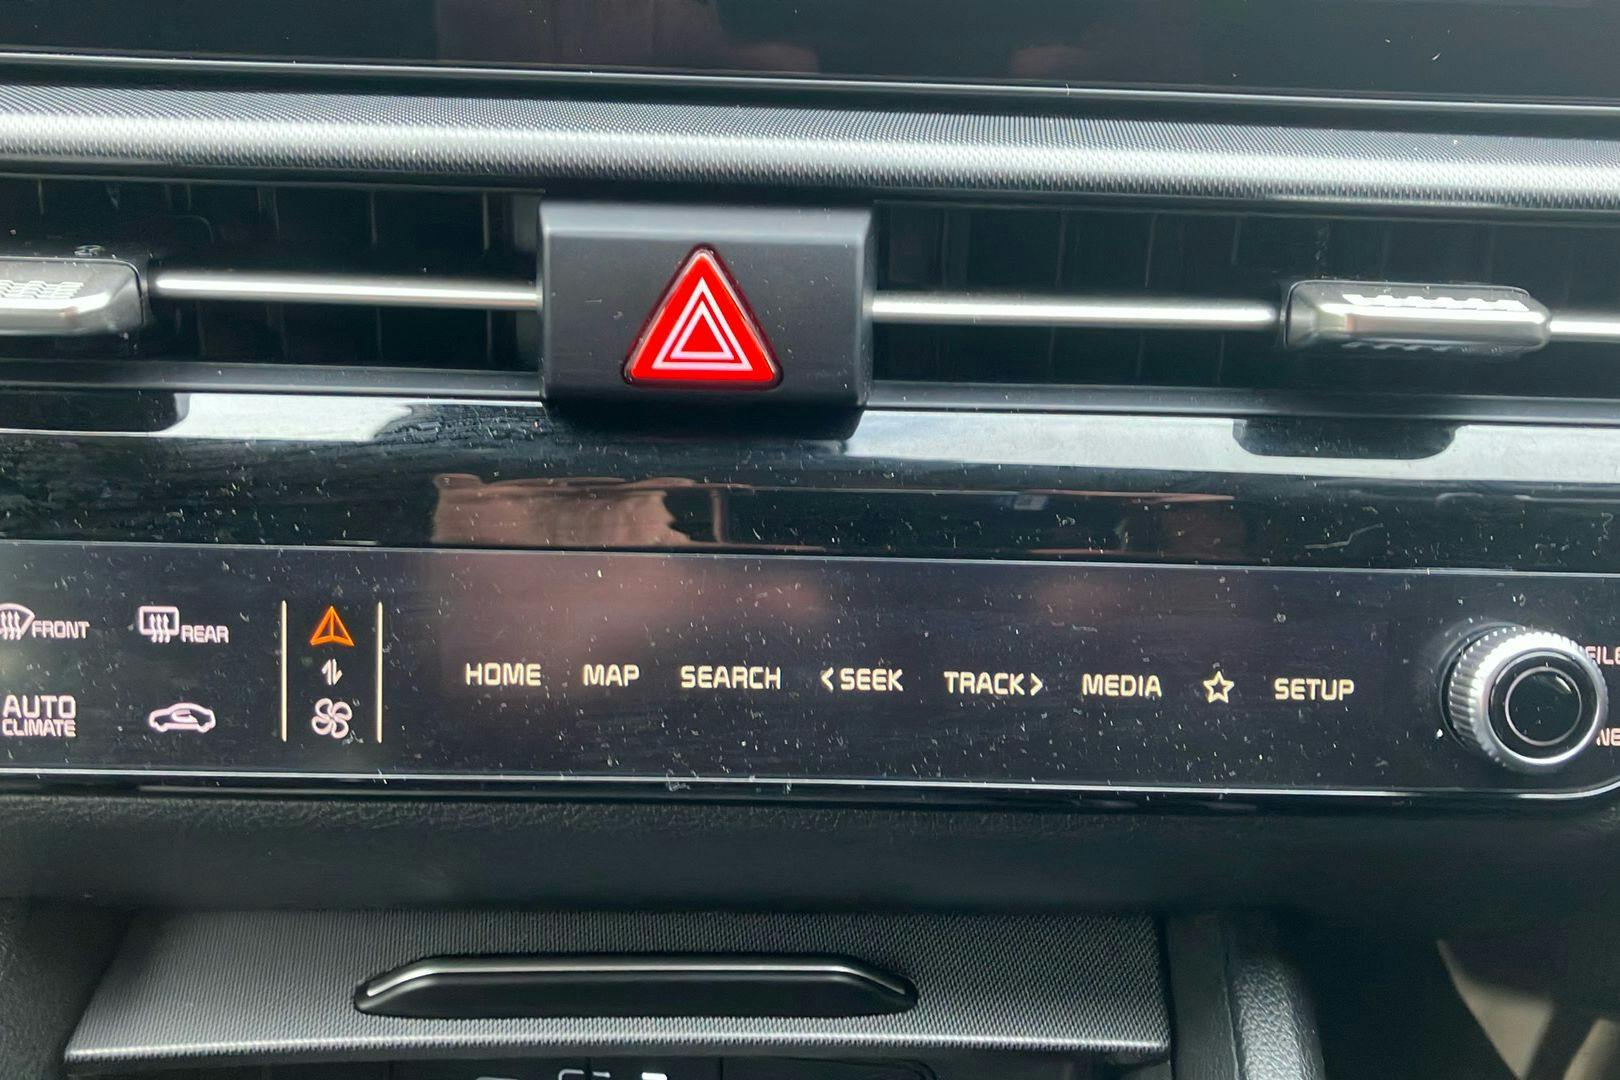 FRONT
REAR
AUTO
CLIMATE
HOME
MAP
SEARCH
<SEEK
TRACK>
MEDIA
SETUP